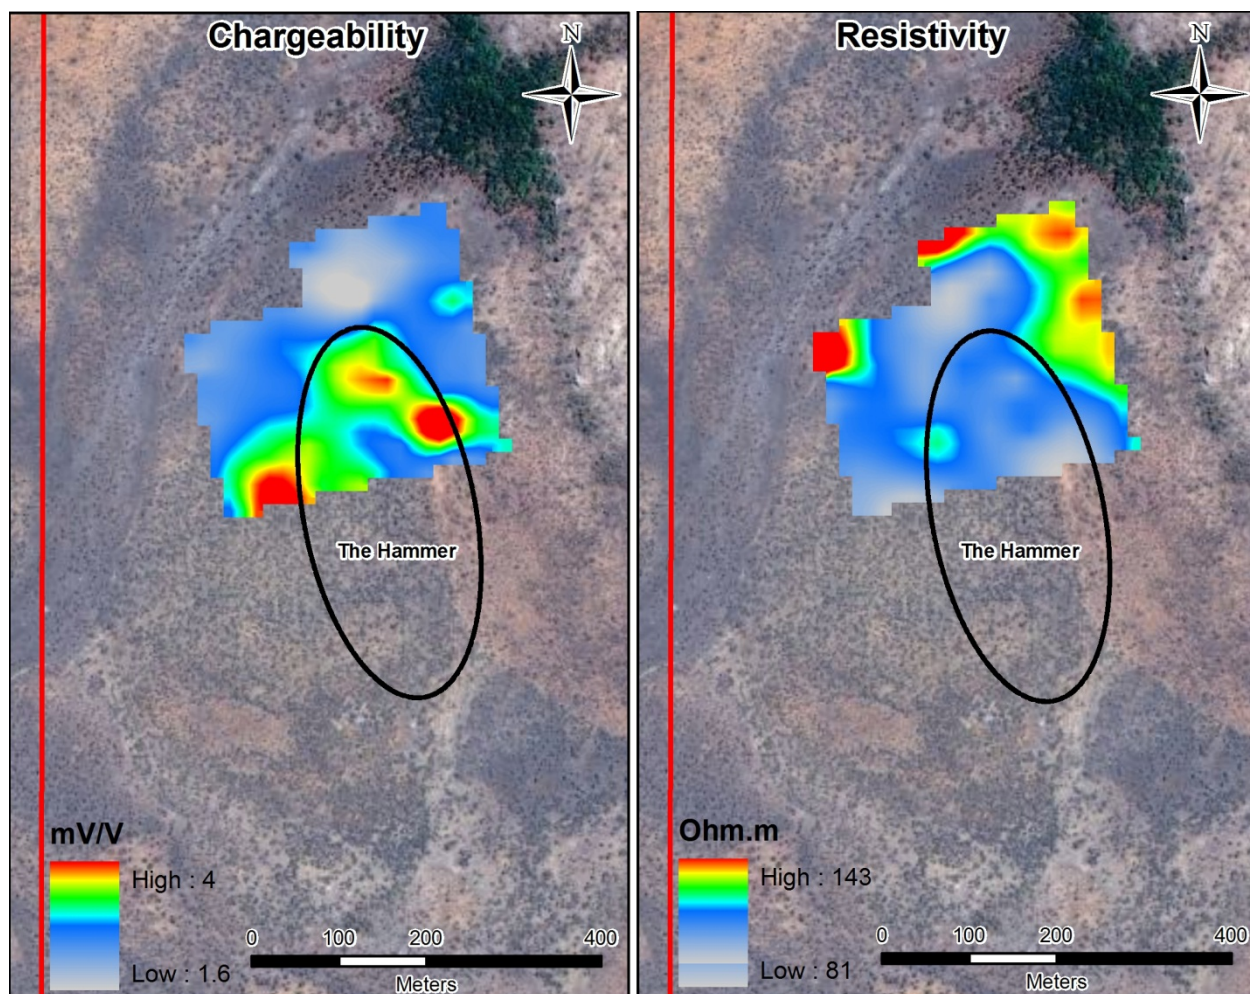 Chargeability
N
The Hammer
mV/V
High : 4
Low : 1.6
0 100 200 400
Meters
Resistivity
N
The Hammer
Ohm.m
High : 143
Low : 81
0 100 200 400
Meters